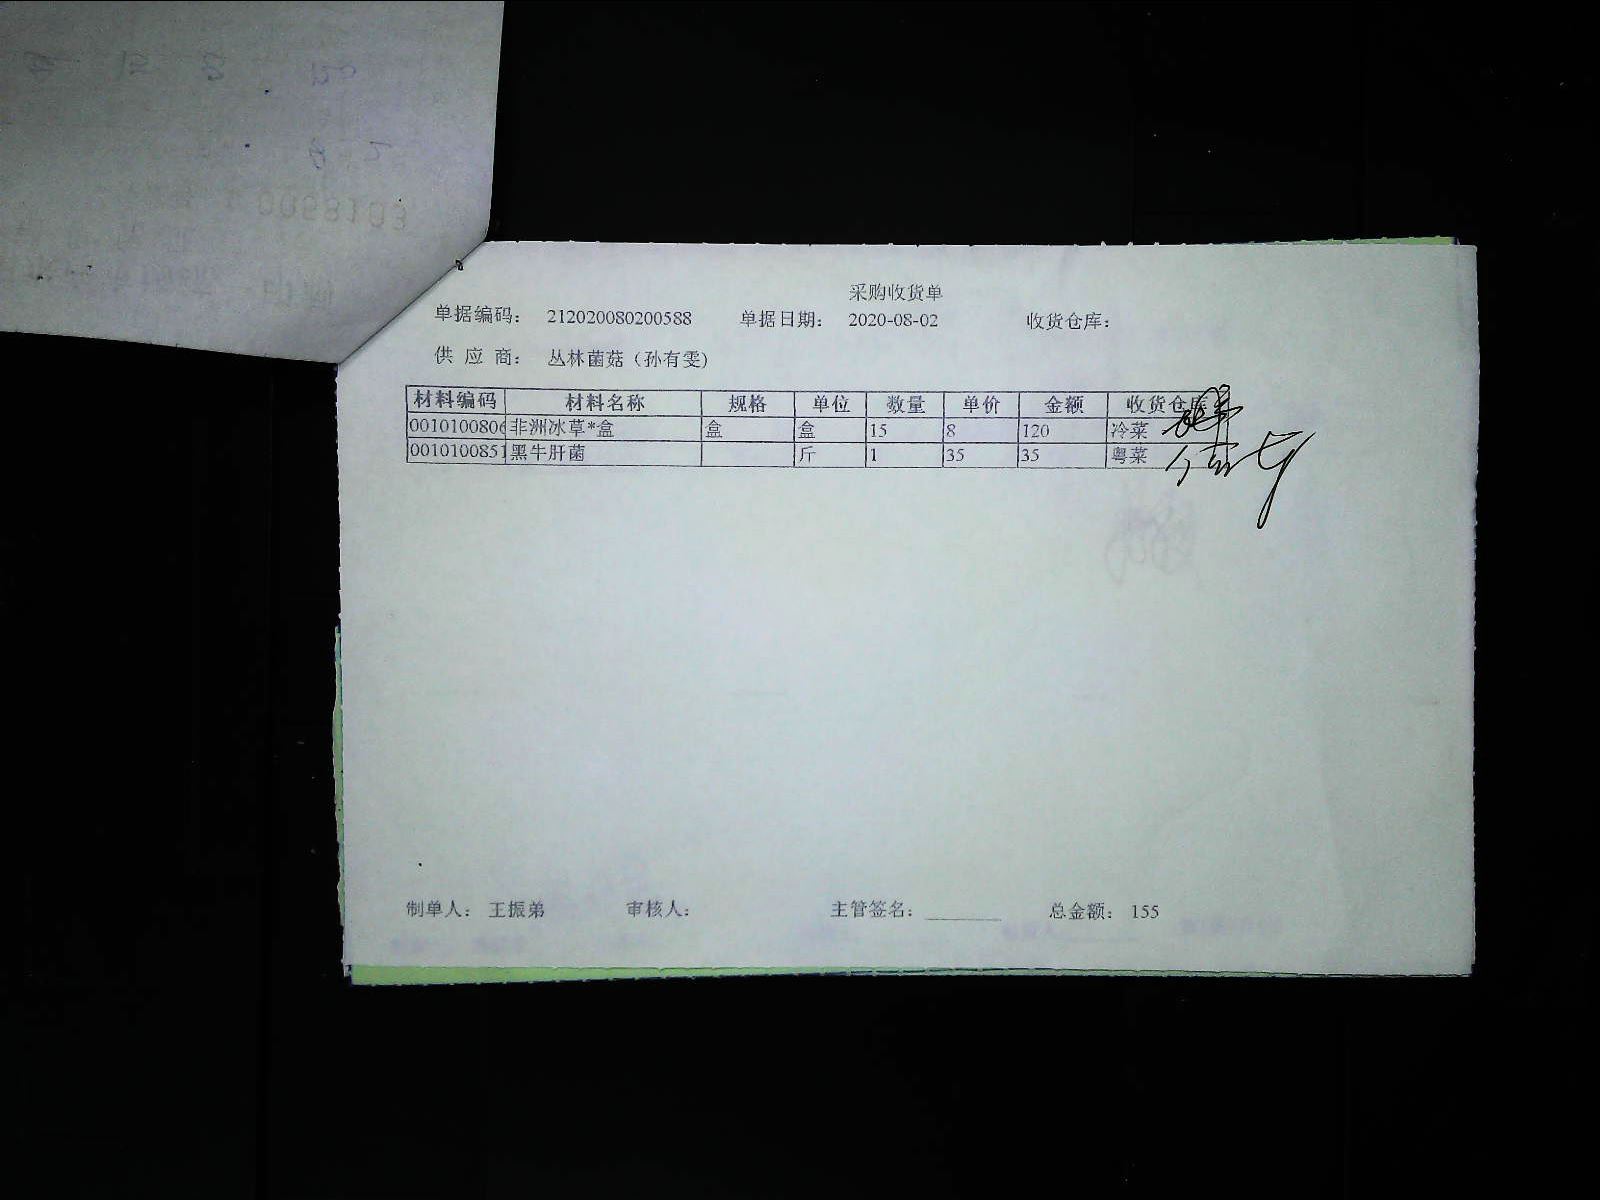 采购收货单
单据编码： 212020080200588 单据日期： 2020-08-02 收货仓库：
供 应 商： 丛林菌菇（孙有雯）
材料编码 材料名称 规格 单位 数量 单价 金额 收货仓库
0010100806 非洲冰草*盒 盒 盒 15 8 120 冷菜
0010100851 黑牛肝菌 斤 1 35 35 粤菜
制单人： 王振弟 审核人： 主管签名： ________ 总金额： 155